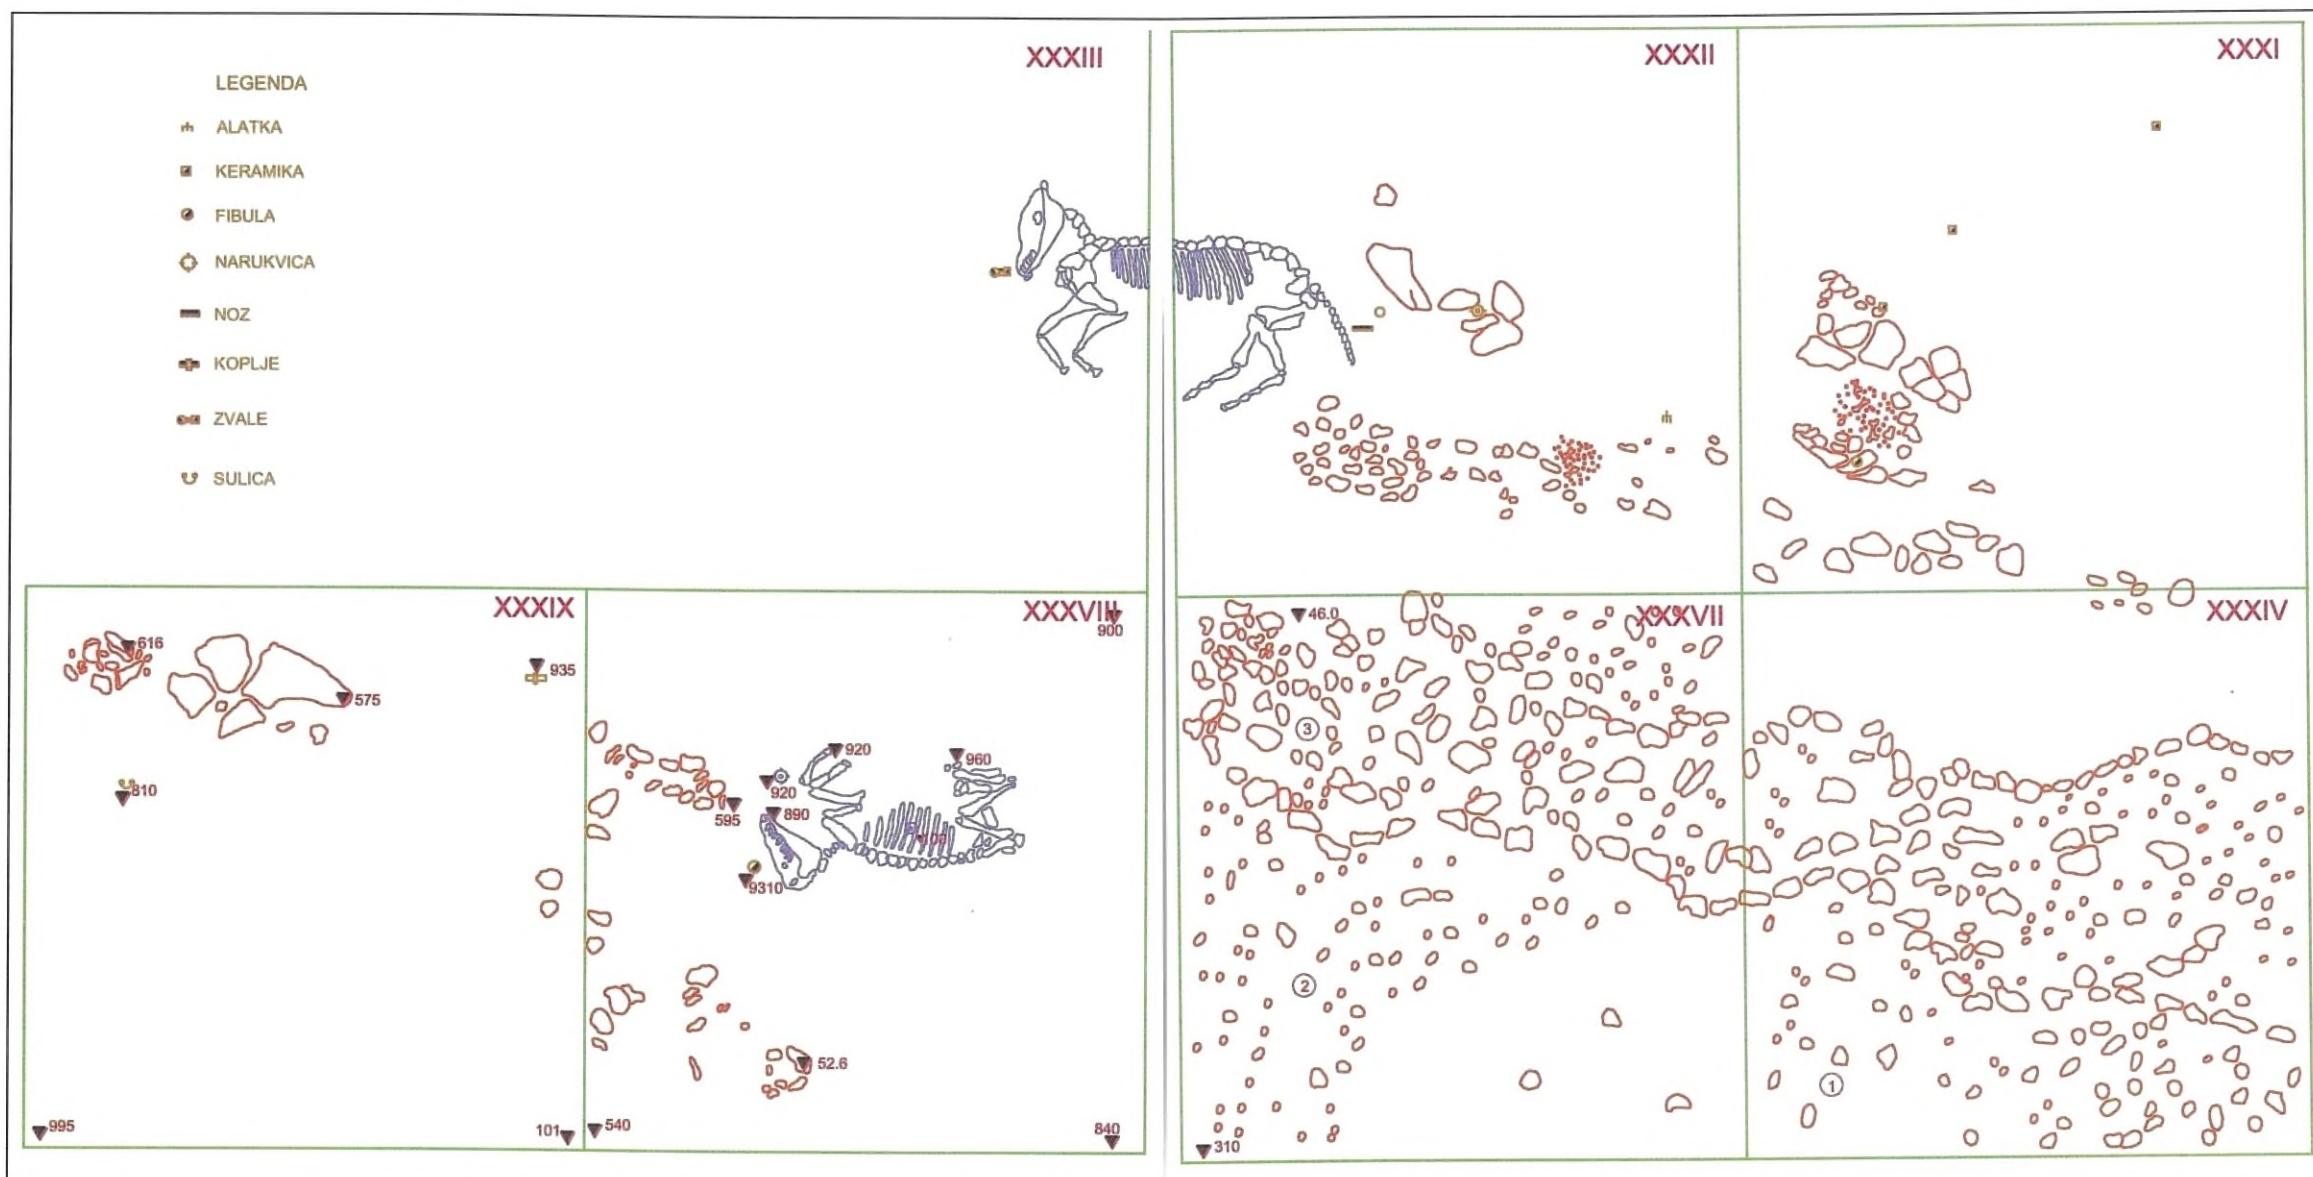 XXXIII
XXXII
XXXI
LEGENDA
ALATKA
KERAMIKA
FIBULA
NARUKVICA
NOZ
KOPLJE
ZVALE
SULICA
XXXIX
XXXVIII
900
XXXVII
46.0
XXXIV
616
575
935
810
920
960
920
890
595
9310
3
2
1
52.6
995
101
540
840
310